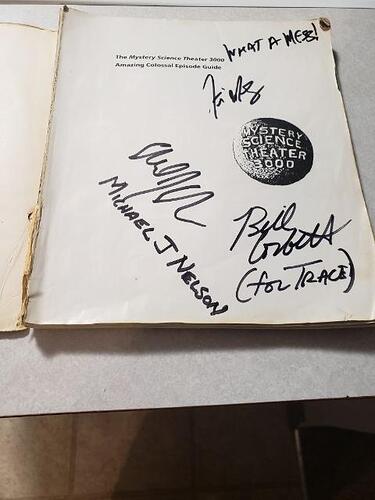 The Mystery Science Theater 3000
Amazing Colossal Episode Guide
WHAT A MESS!
MYSTERY
SCIENCE
THEATER
3000
MICHAEL J NELSON
Bill
Corbett
(for TRACE)